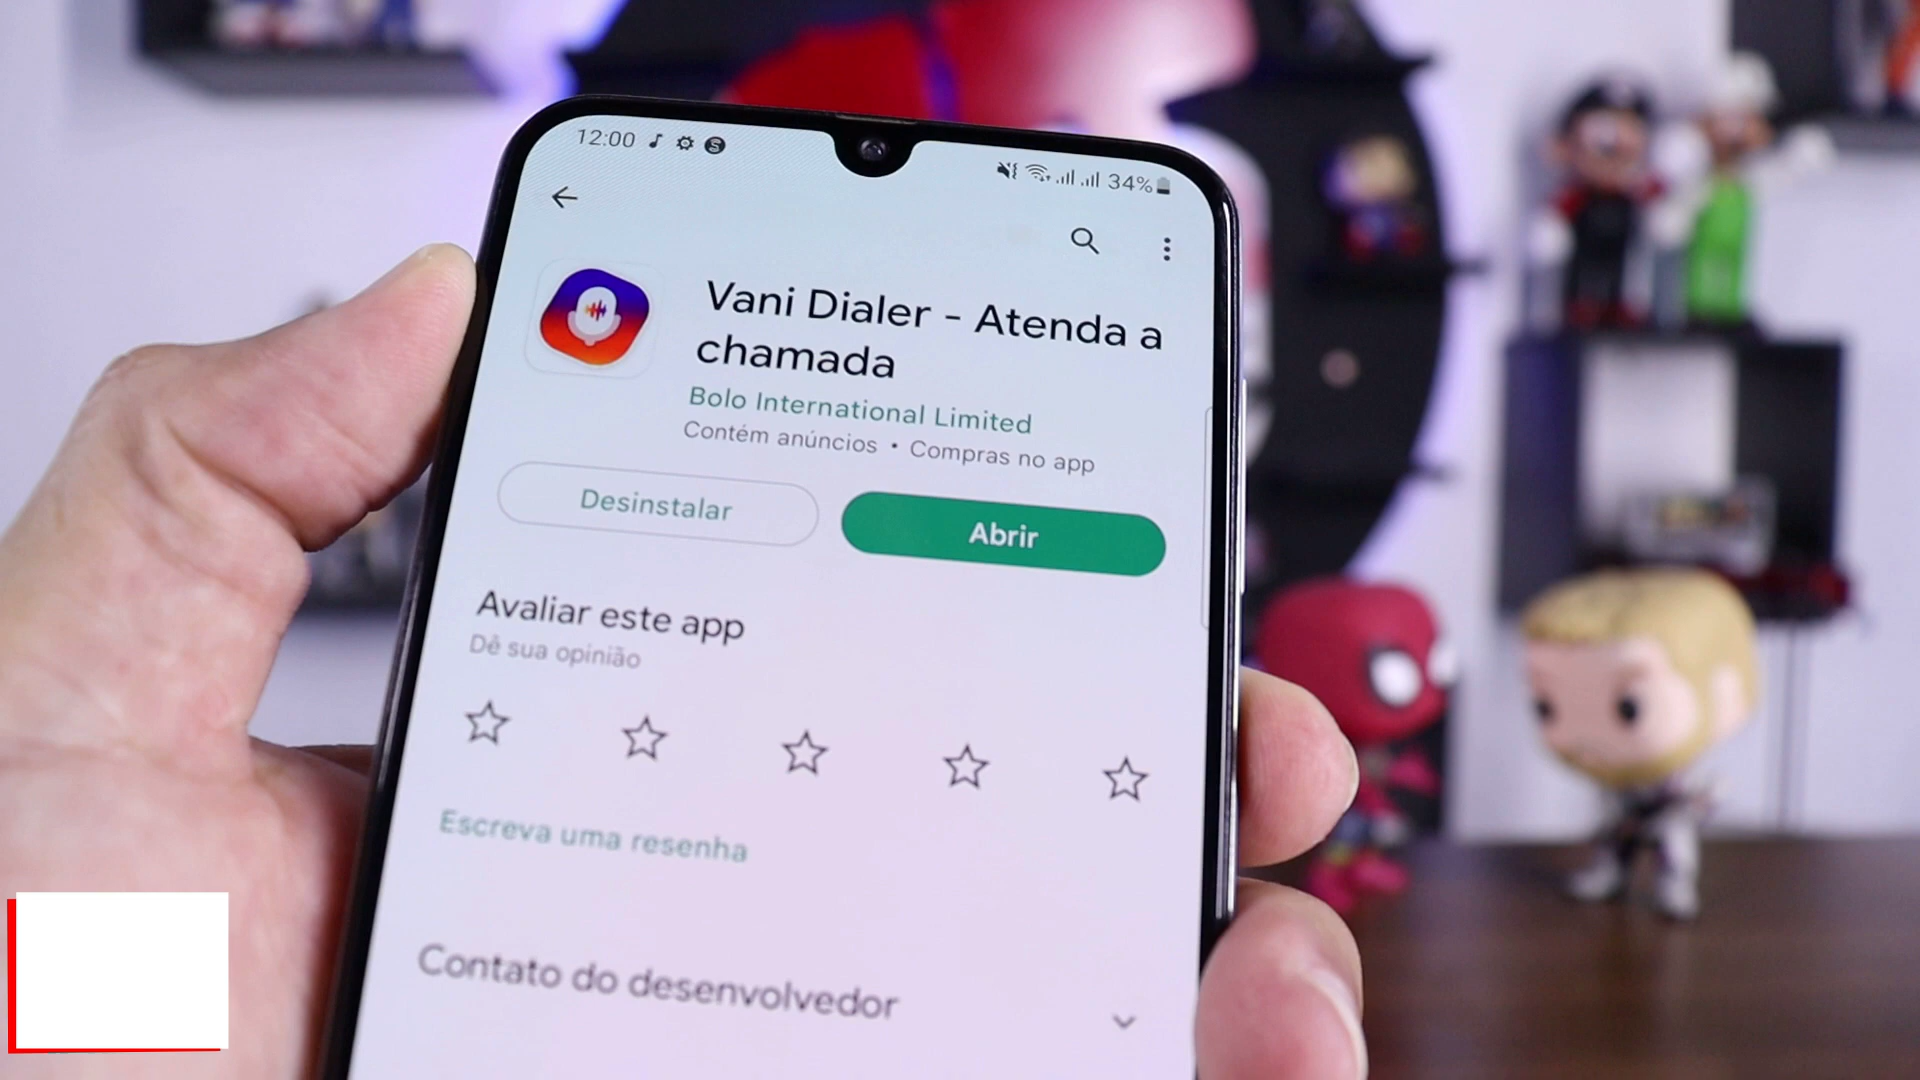 12:00
34%
Vani Dialer - Atenda a
chamada
Bolo International Limited
Contém anúncios • Compras no app
Desinstalar
Abrir
Avaliar este app
Dê sua opinião
Escreva uma resenha
Contato do desenvolvedor